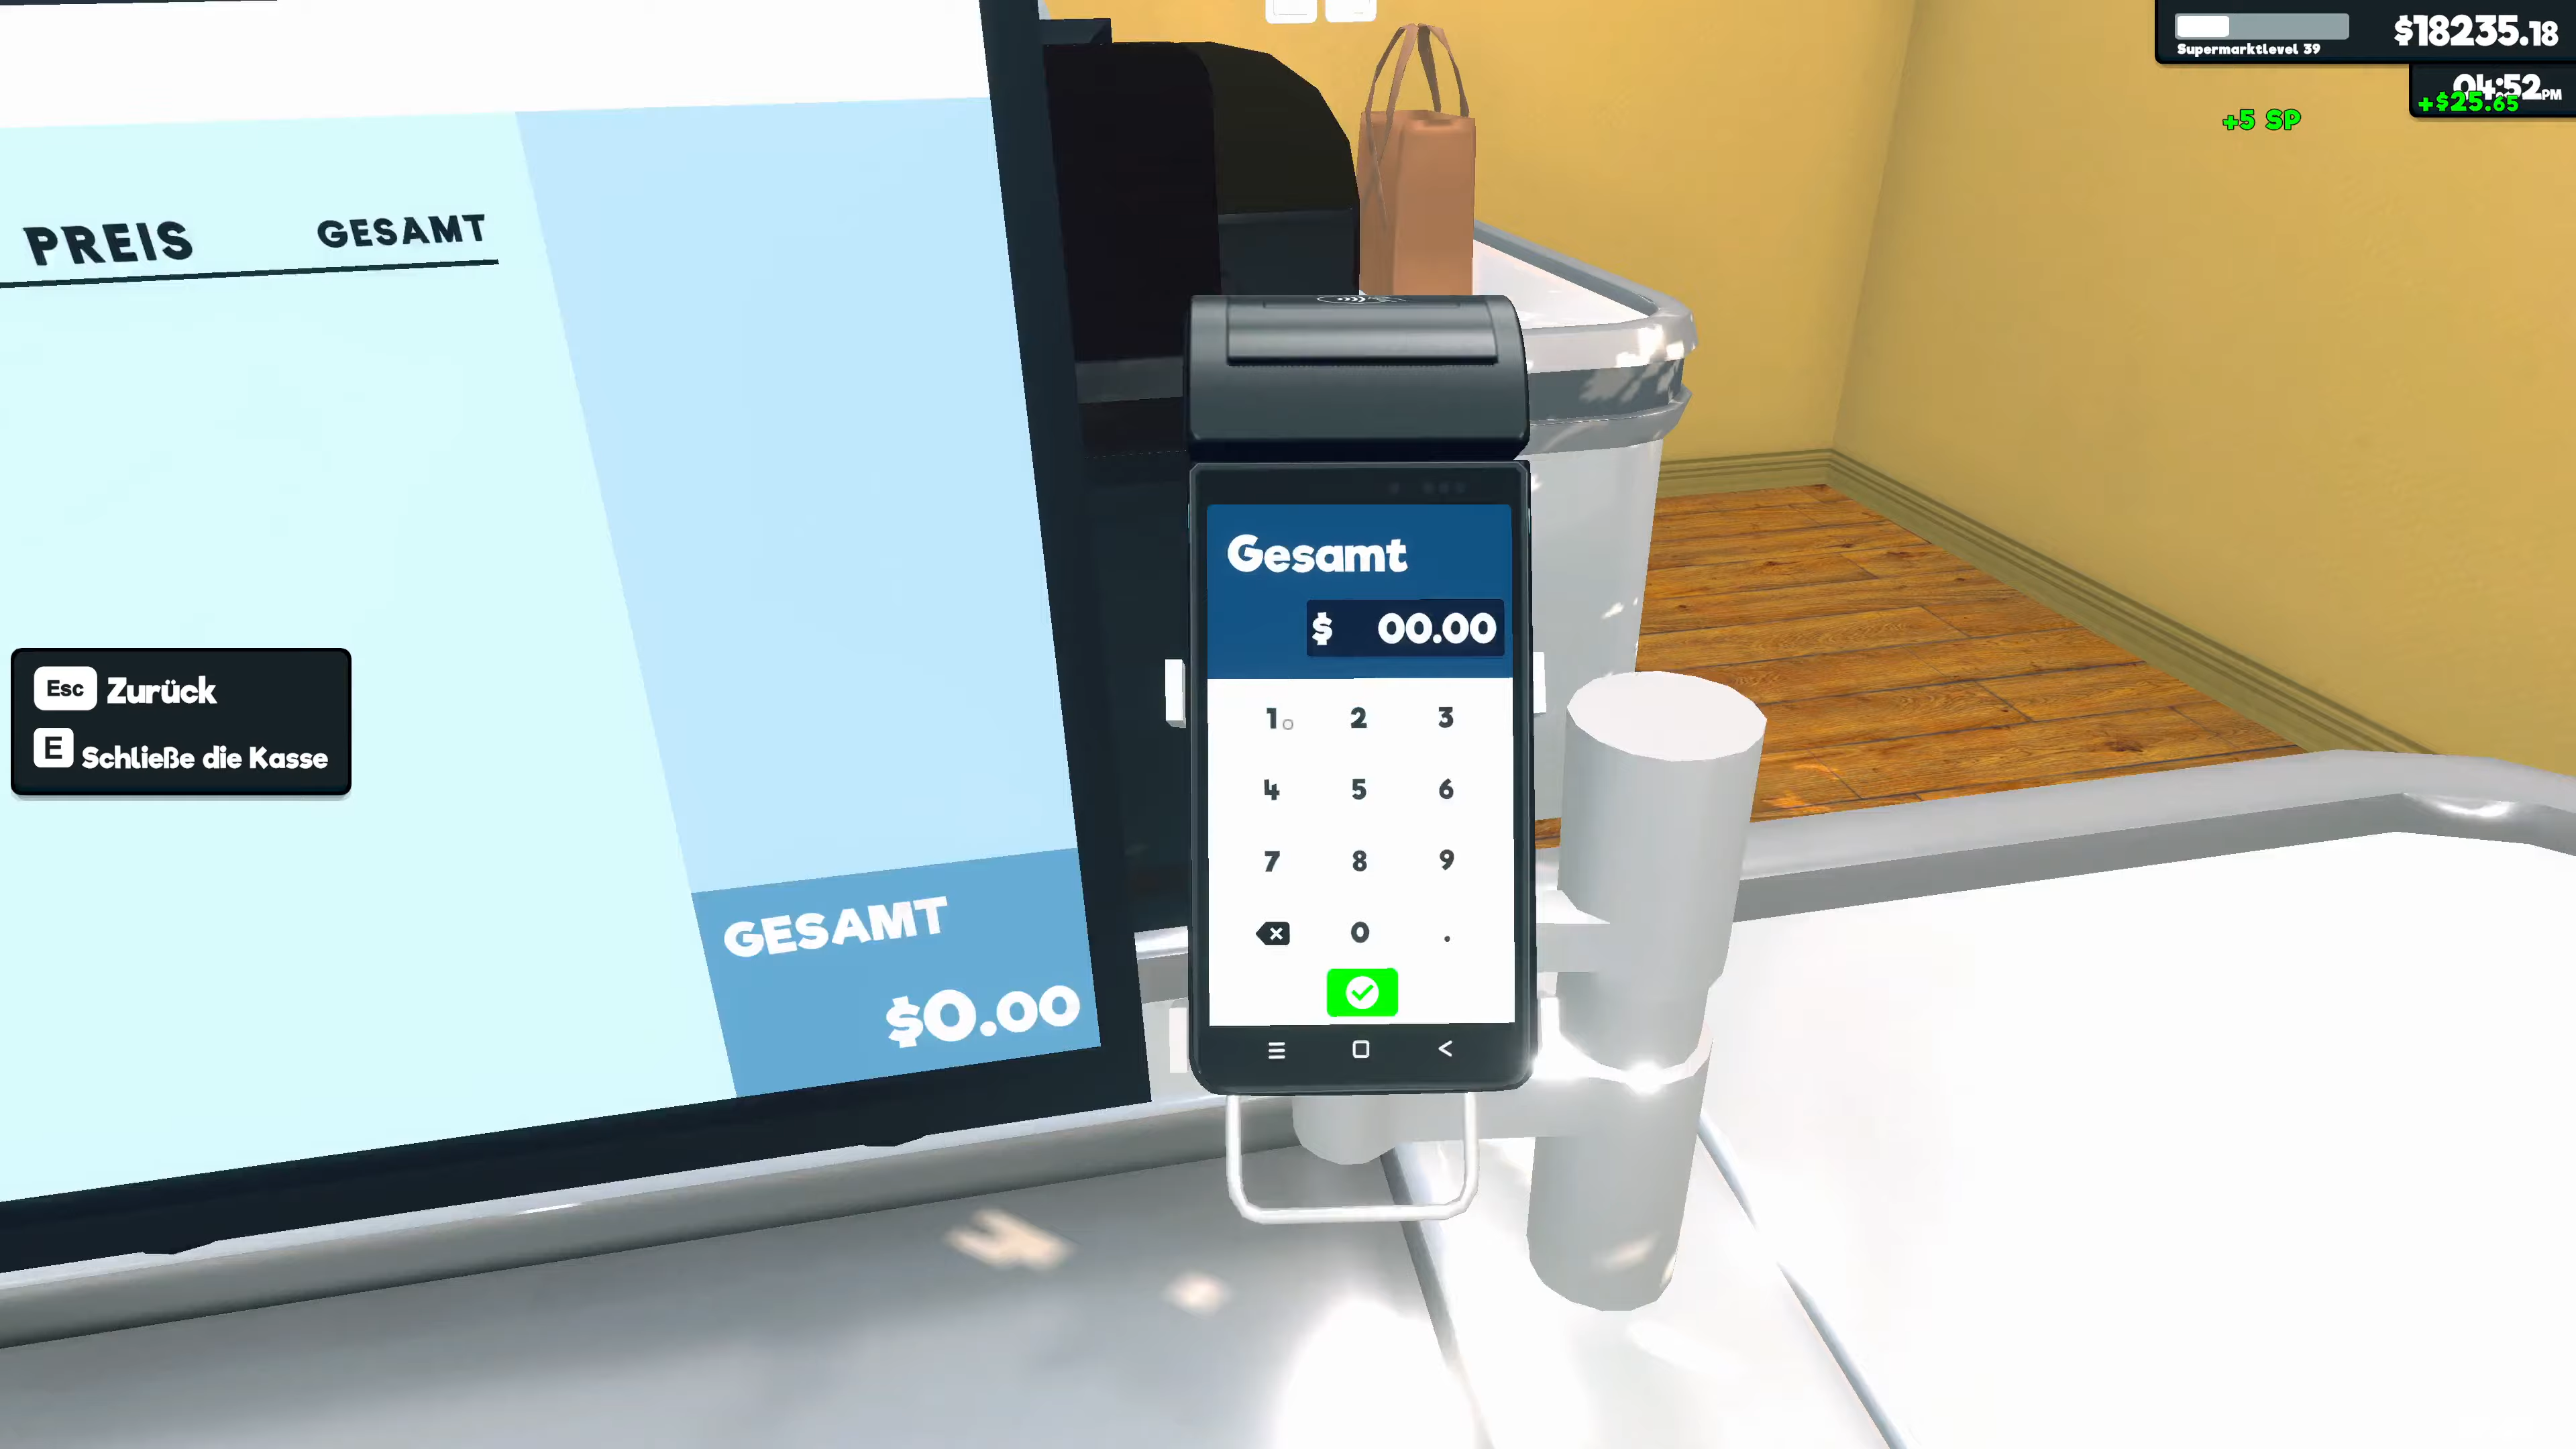 $18235.18
Supermarktlevel 39
04:52PM
+$25.65
+5 SP
PREIS GESAMT
Gesamt
$ 00.00
1 2 3
4 5 6
7 8 9
0 .
Esc Zurück
E Schließe die Kasse
GESAMT
$0.00